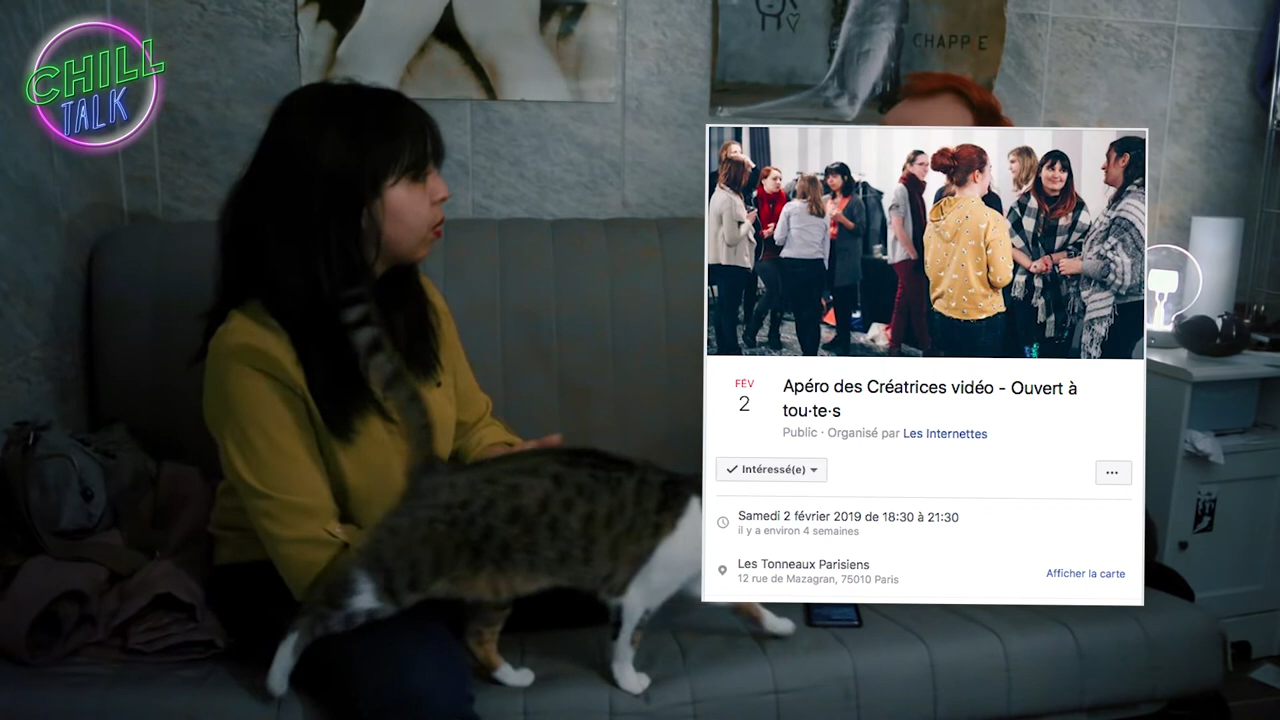 CHILL
TALK
CHAPP E
FÉV
2
Apéro des Créatrices vidéo - Ouvert à
tou·te·s
Public · Organisé par Les Internettes
Intéressé(e)
Samedi 2 février 2019 de 18:30 à 21:30
il y a environ 4 semaines
Les Tonneaux Parisiens
12 rue de Mazagran, 75010 Paris
Afficher la carte